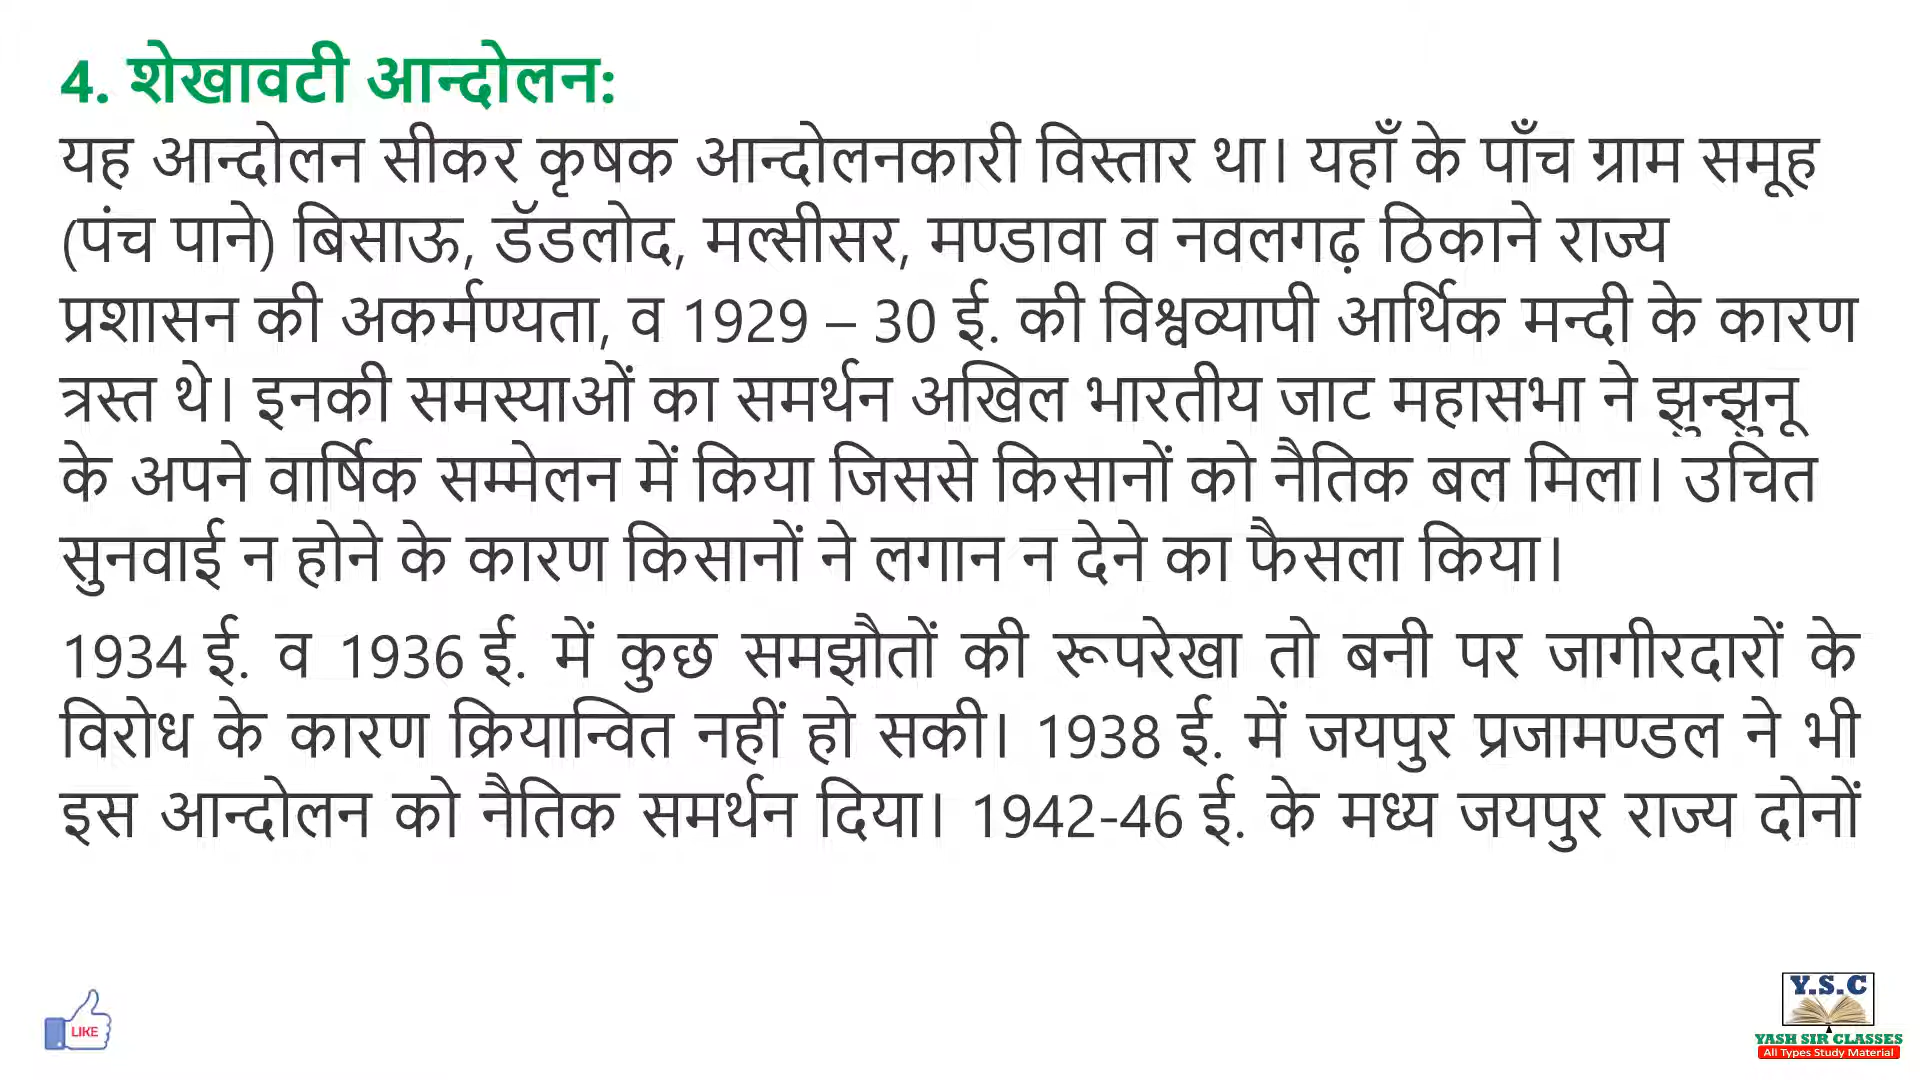 4. शेखावटी आन्दोलन:
यह आन्दोलन सीकर कृषक आन्दोलनकारी विस्तार था। यहाँ के पाँच ग्राम समूह
(पंच पाने) बिसाऊ, डॅडलोद, मल्सीसर, मण्डावा व नवलगढ़ ठिकाने राज्य
प्रशासन की अकर्मण्यता, व 1929 – 30 ई. की विश्वव्यापी आर्थिक मन्दी के कारण
त्रस्त थे। इनकी समस्याओं का समर्थन अखिल भारतीय जाट महासभा ने झुन्झुनू
के अपने वार्षिक सम्मेलन में किया जिससे किसानों को नैतिक बल मिला। उचित
सुनवाई न होने के कारण किसानों ने लगान न देने का फैसला किया।
1934 ई. व 1936 ई. में कुछ समझौतों की रूपरेखा तो बनी पर जागीरदारों के
विरोध के कारण क्रियान्वित नहीं हो सकी। 1938 ई. में जयपुर प्रजामण्डल ने भी
इस आन्दोलन को नैतिक समर्थन दिया। 1942-46 ई. के मध्य जयपुर राज्य दोनों
LIKE
Y.S.C
YASH SIR CLASSES
All Types Study Material